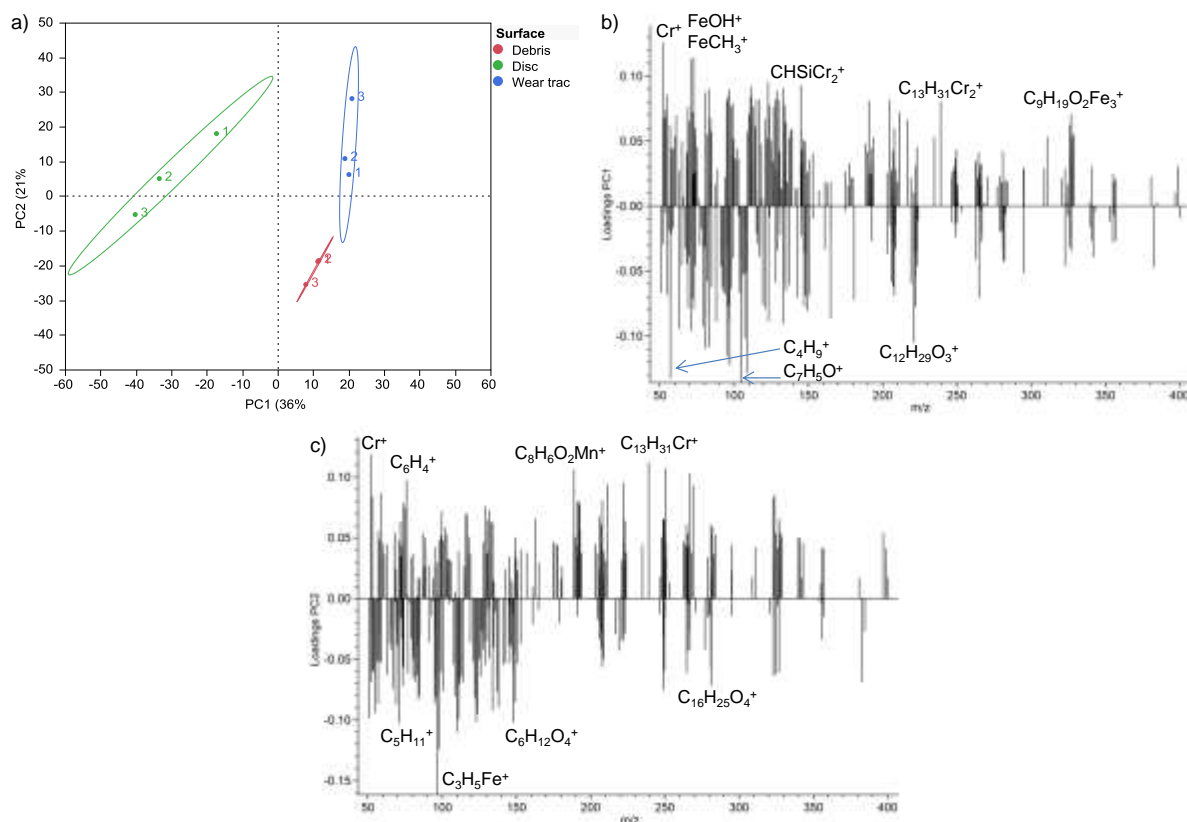 a)
Surface
Debris
Disc
Wear trac
50
40
30
20
10
0
-10
-20
-30
-40
-50
PC2 (21%
1
2
3
3
2
1
1
2
3
-60 -50 -40 -30 -20 -10 0 10 20 30 40 50 60
PC1 (36%
b)
Cr⁺
FeOH⁺
FeCH₃⁺
CHSiCr₂⁺
C₁₃H₃₁Cr₂⁺
C₉H₁₉O₂Fe₃⁺
0.10
0.05
-0.00
-0.05
-0.10
Loadings PC1
C₄H₉⁺
C₇H₅O⁺
C₁₂H₂₉O₃⁺
50 100 150 200 250 300 350 400
m/z
c)
Cr⁺
C₆H₄⁺
C₈H₆O₂Mn⁺
C₁₃H₃₁Cr⁺
0.10
0.05
-0.00
-0.05
-0.10
-0.15
Loadings PC2
C₅H₁₁⁺
C₃H₅Fe⁺
C₆H₁₂O₄⁺
C₁₆H₂₅O₄⁺
50 100 150 200 250 300 350 400
m/z